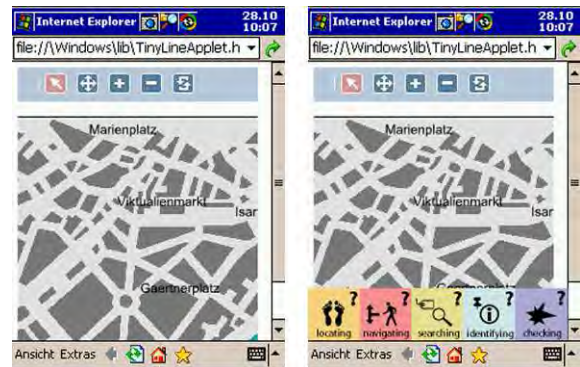 Internet Explorer 28.10 10:07
file://\Windows\lib\TinyLineApplet.h
Marienplatz
Viktualienmarkt
Isar
Gaertnerplatz
Ansicht Extras
Internet Explorer 28.10 10:07
file://\Windows\lib\TinyLineApplet.h
Marienplatz
Viktualienmarkt
Isar
Gaertnerplatz
? ? ? ? ?
locating navigating searching identifying checking
Ansicht Extras